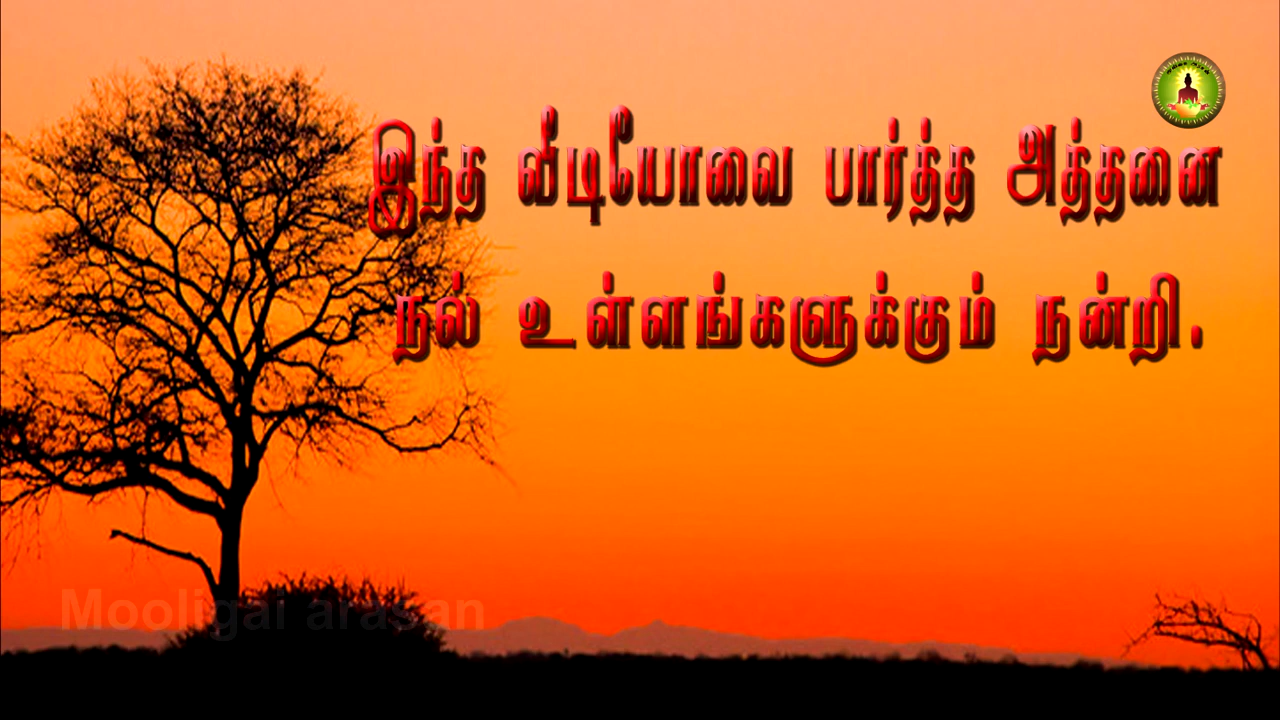 இந்த வீடியோவை பார்த்த அத்தனை
நல் உள்ளங்களுக்கும் நன்றி.
Mooligai arasan